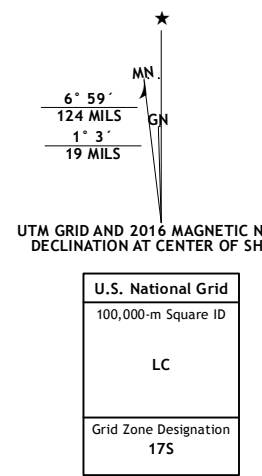 MN
6° 59´
124 MILS
GN
1° 3´
19 MILS
UTM GRID AND 2016 MAGNETIC N
DECLINATION AT CENTER OF SH
U.S. National Grid
100,000-m Square ID
LC
Grid Zone Designation
17S